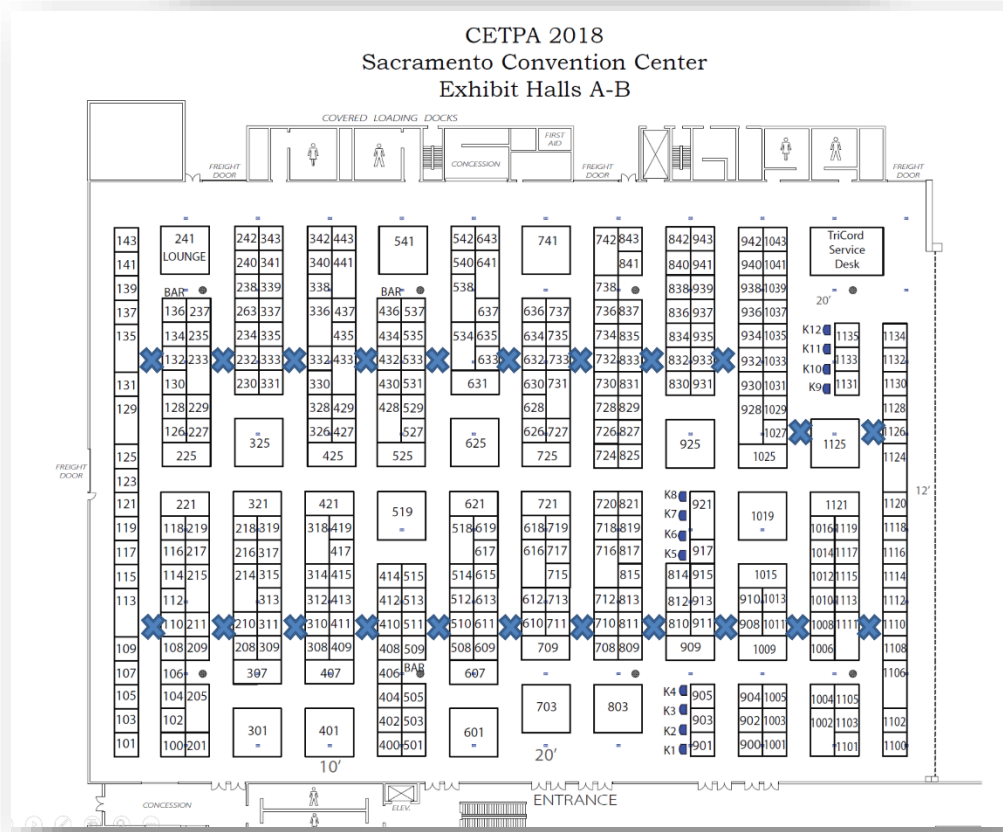 CETPA 2018
Sacramento Convention Center
Exhibit Halls A-B
COVERED LOADING DOCKS
FREIGHT DOOR
CONCESSION
FIRST AID
FREIGHT DOOR
FREIGHT DOOR
143 241 242 343 342 443 541 542 643 741 742 843 842 943 942 1043 TriCord
LOUNGE Service
141 240 341 340 441 540 641 841 840 941 940 1041 Desk
139 BAR 238 339 338 BAR 538 738 838 939 938 1039 20'
137 136 237 263 337 336 437 436 537 637 636 737 736 837 836 937 936 1037
135 134 235 234 335 435 434 535 534 635 634 735 734 835 834 935 934 1035 K12 1135 1134
K11
132 233 232 333 332 433 432 533 633 632 733 732 833 832 933 932 1033 1133 1132
K10
131 130 230 331 330 430 531 631 630 731 730 831 830 931 930 1031 K9 1131 1130
129 128 229 328 429 428 529 628 728 829 928 1029 1128
126 227 325 326 427 527 625 626 727 726 827 925 1027 1125 1126
125 225 425 525 725 724 825 1025 1124
FREIGHT DOOR
123
12'
121 221 321 421 519 621 721 720 821 K8 921 1019 1121 1120
K7
119 118 219 218 319 318 419 518 619 618 719 718 819 1016 1119 1118
K6
117 116 217 216 317 417 617 616 717 716 817 K5 917 1014 1117 1116
115 114 215 214 315 314 415 414 515 514 615 715 815 814 915 1015 1012 1115 1114
113 112 313 312 413 412 513 512 613 612 713 712 813 812 913 910 1013 1010 1113 1112
110 211 210 311 310 411 410 511 510 611 610 711 710 811 810 911 908 1011 1008 1111 1110
109 108 209 208 309 308 409 408 509 508 609 709 708 809 909 1009 1006 1108
107 106 307 407 406 BAR 607 1106
105 104 205 404 505 703 803 K4 905 904 1005 1004 1105
K3
103 102 301 401 402 503 601 903 902 1003 1002 1103 1102
K2
101 100 201 400 501 K1 901 900 1001 1101 1100
10' 20'
CONCESSION
ELEV.
ENTRANCE